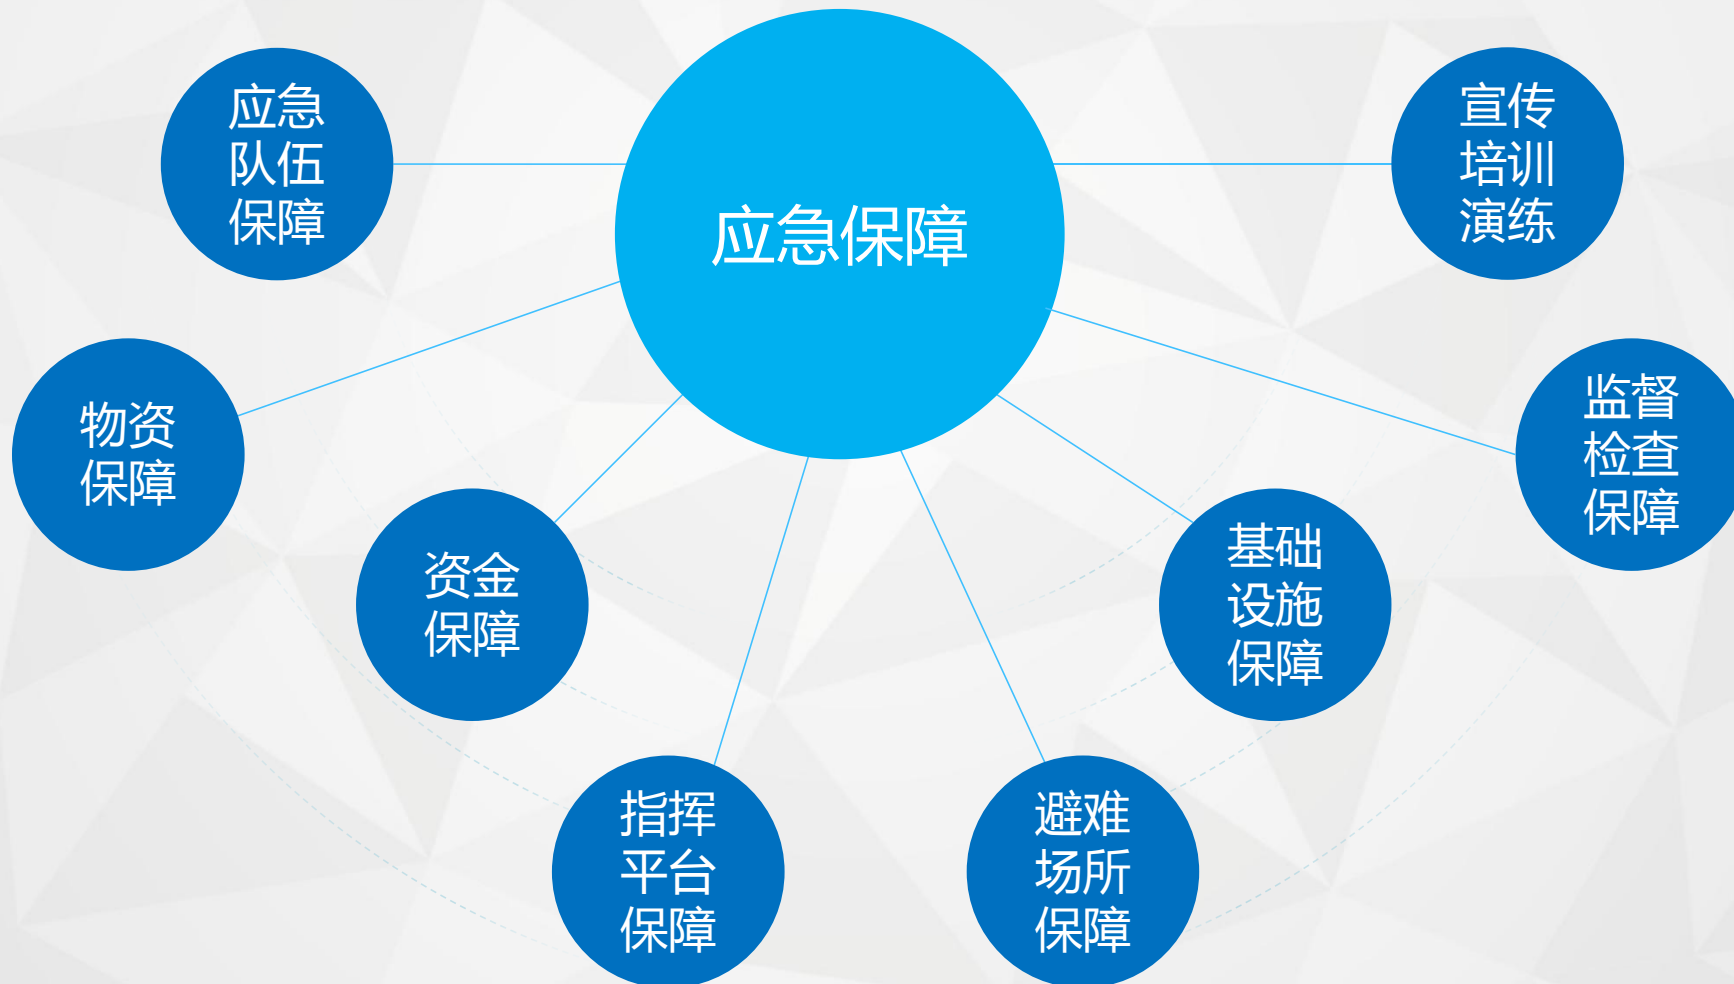 应急保障
应急
队伍
保障
宣传
培训
演练
物资
保障
监督
检查
保障
资金
保障
基础
设施
保障
指挥
平台
保障
避难
场所
保障